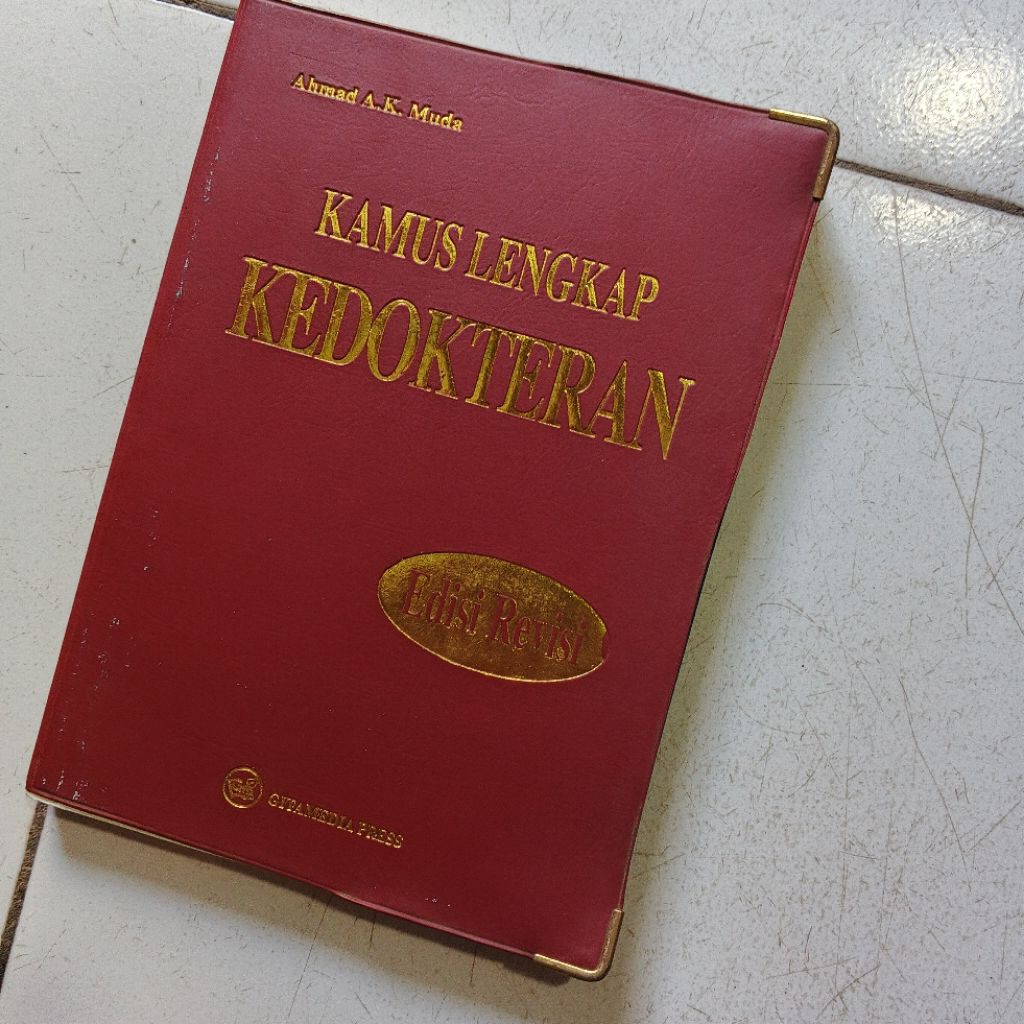 Ahmad A.K. Muda
KAMUS LENGKAP
KEDOKTERAN
Edisi Revisi
GITAMEDIA PRESS